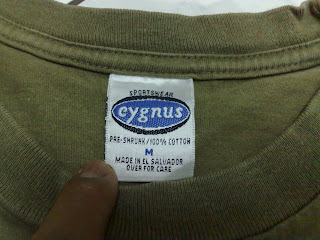 SPORTSWEAR
cygnus
PRE-SHRUNK/100% COTTON
M
MADE IN EL SALVADOR
OVER FOR CARE